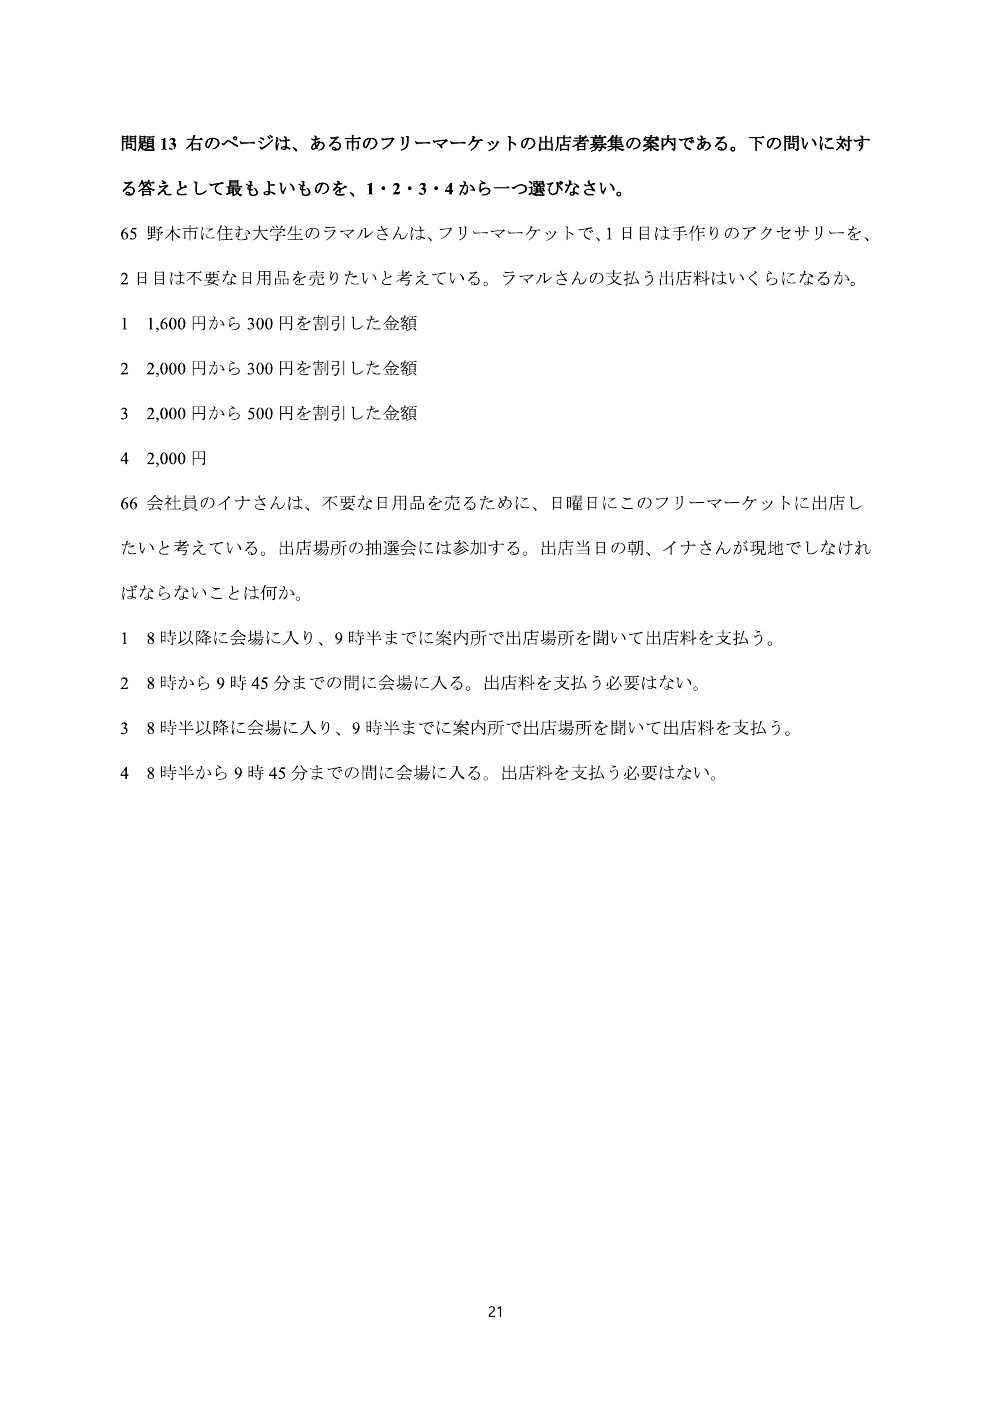 問題 13 右のページは、ある市のフリーマーケットの出店者募集の案内である。下の問いに対す
る答えとして最もよいものを、1・2・3・4 から一つ選びなさい。
65 野木市に住む大学生のラマルさんは、フリーマーケットで、1 日目は手作りのアクセサリーを、
2 日目は不要な日用品を売りたいと考えている。ラマルさんの支払う出店料はいくらになるか。
1 1,600 円から 300 円を割引した金額
2 2,000 円から 300 円を割引した金額
3 2,000 円から 500 円を割引した金額
4 2,000 円
66 会社員のイナさんは、不要な日用品を売るために、日曜日にこのフリーマーケットに出店し
たいと考えている。出店場所の抽選会には参加する。出店当日の朝、イナさんが現地でしなけれ
ばならないことは何か。
1 8 時以降に会場に入り、9 時半までに案内所で出店場所を聞いて出店料を支払う。
2 8 時から 9 時 45 分までの間に会場に入る。出店料を支払う必要はない。
3 8 時半以降に会場に入り、9 時半までに案内所で出店場所を聞いて出店料を支払う。
4 8 時半から 9 時 45 分までの間に会場に入る。出店料を支払う必要はない。
21